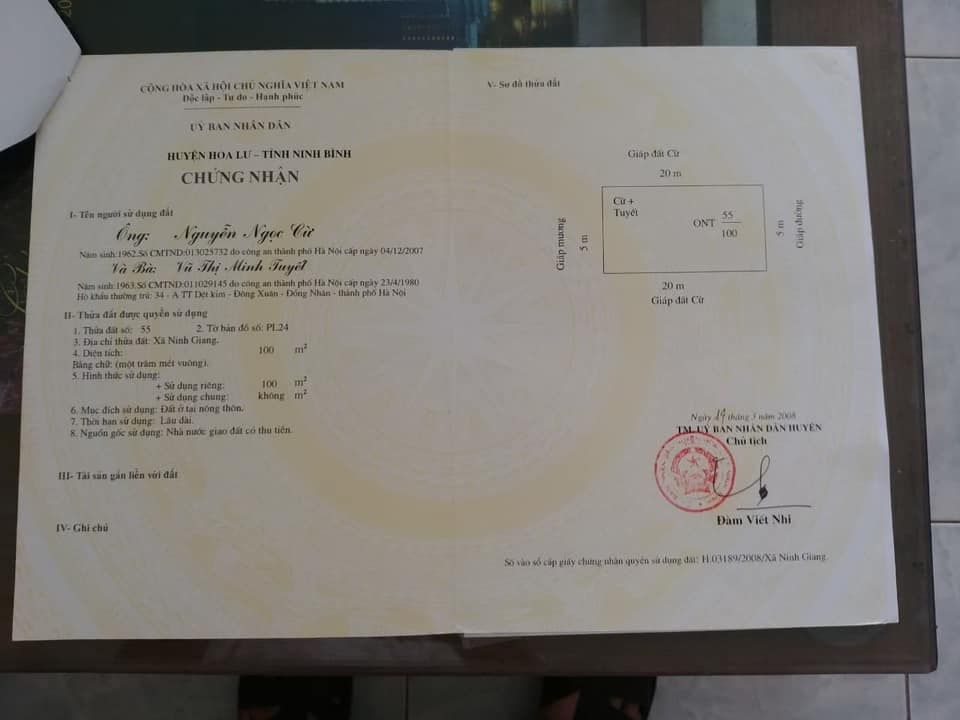 CỘNG HÒA XÃ HỘI CHỦ NGHĨA VIỆT NAM
Độc lập - Tự do - Hạnh phúc
UỶ BAN NHÂN DÂN
HUYỆN HOA LƯ – TỈNH NINH BÌNH
CHỨNG NHẬN
I- Tên người sử dụng đất
Ông: Nguyễn Ngọc Cừ
Năm sinh:1962.Số CMTND:013025732 do công an thành phố Hà Nội cấp ngày 04/12/2007
Và Bà: Vũ Thị Minh Tuyết
Năm sinh:1963.Số CMTND:011029145 do công an thành phố Hà Nội cấp ngày 23/4/1980
Hộ khẩu thường trú: 34 - A TT Dệt kim - Đông Xuân - Đồng Nhân - thành phố Hà Nội
II- Thửa đất được quyền sử dụng
1. Thửa đất số: 55 2. Tờ bản đồ số: PL24
3. Địa chỉ thửa đất: Xã Ninh Giang.
4. Diện tích: 100 m²
Bằng chữ: (một trăm mét vuông).
5. Hình thức sử dụng:
+ Sử dụng riêng: 100 m²
+ Sử dụng chung: không m²
6. Mục đích sử dụng: Đất ở tại nông thôn.
7. Thời hạn sử dụng: Lâu dài.
8. Nguồn gốc sử dụng: Nhà nước giao đất có thu tiền.
III- Tài sản gắn liền với đất
IV- Ghi chú
V- Sơ đồ thửa đất
Giáp đất Cừ
20 m
Cừ +
Tuyết
ONT 55
100
Giáp mương
5 m
5 m
Giáp đường
20 m
Giáp đất Cừ
Ngày 19 tháng 3 năm 2008
TM. UỶ BAN NHÂN DÂN HUYỆN
Chủ tịch
Đàm Viết Nhi
Số vào sổ cấp giấy chứng nhận quyền sử dụng đất: H.03189/2008/Xã Ninh Giang.